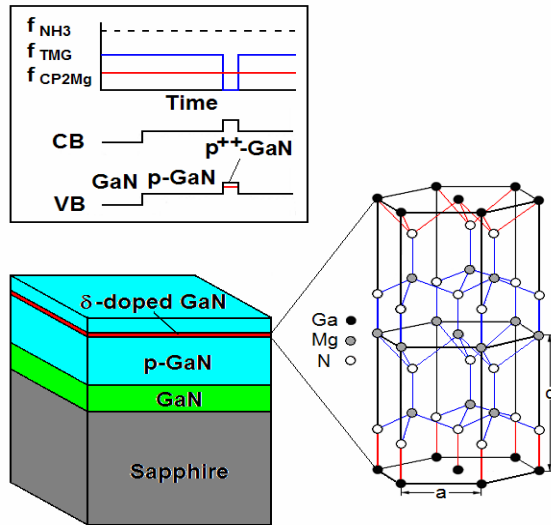 f NH3
f TMG
f CP2Mg
Time
CB
p++-GaN
GaN p-GaN
VB
δ-doped GaN
p-GaN
GaN
Sapphire
Ga
Mg
N
c
a